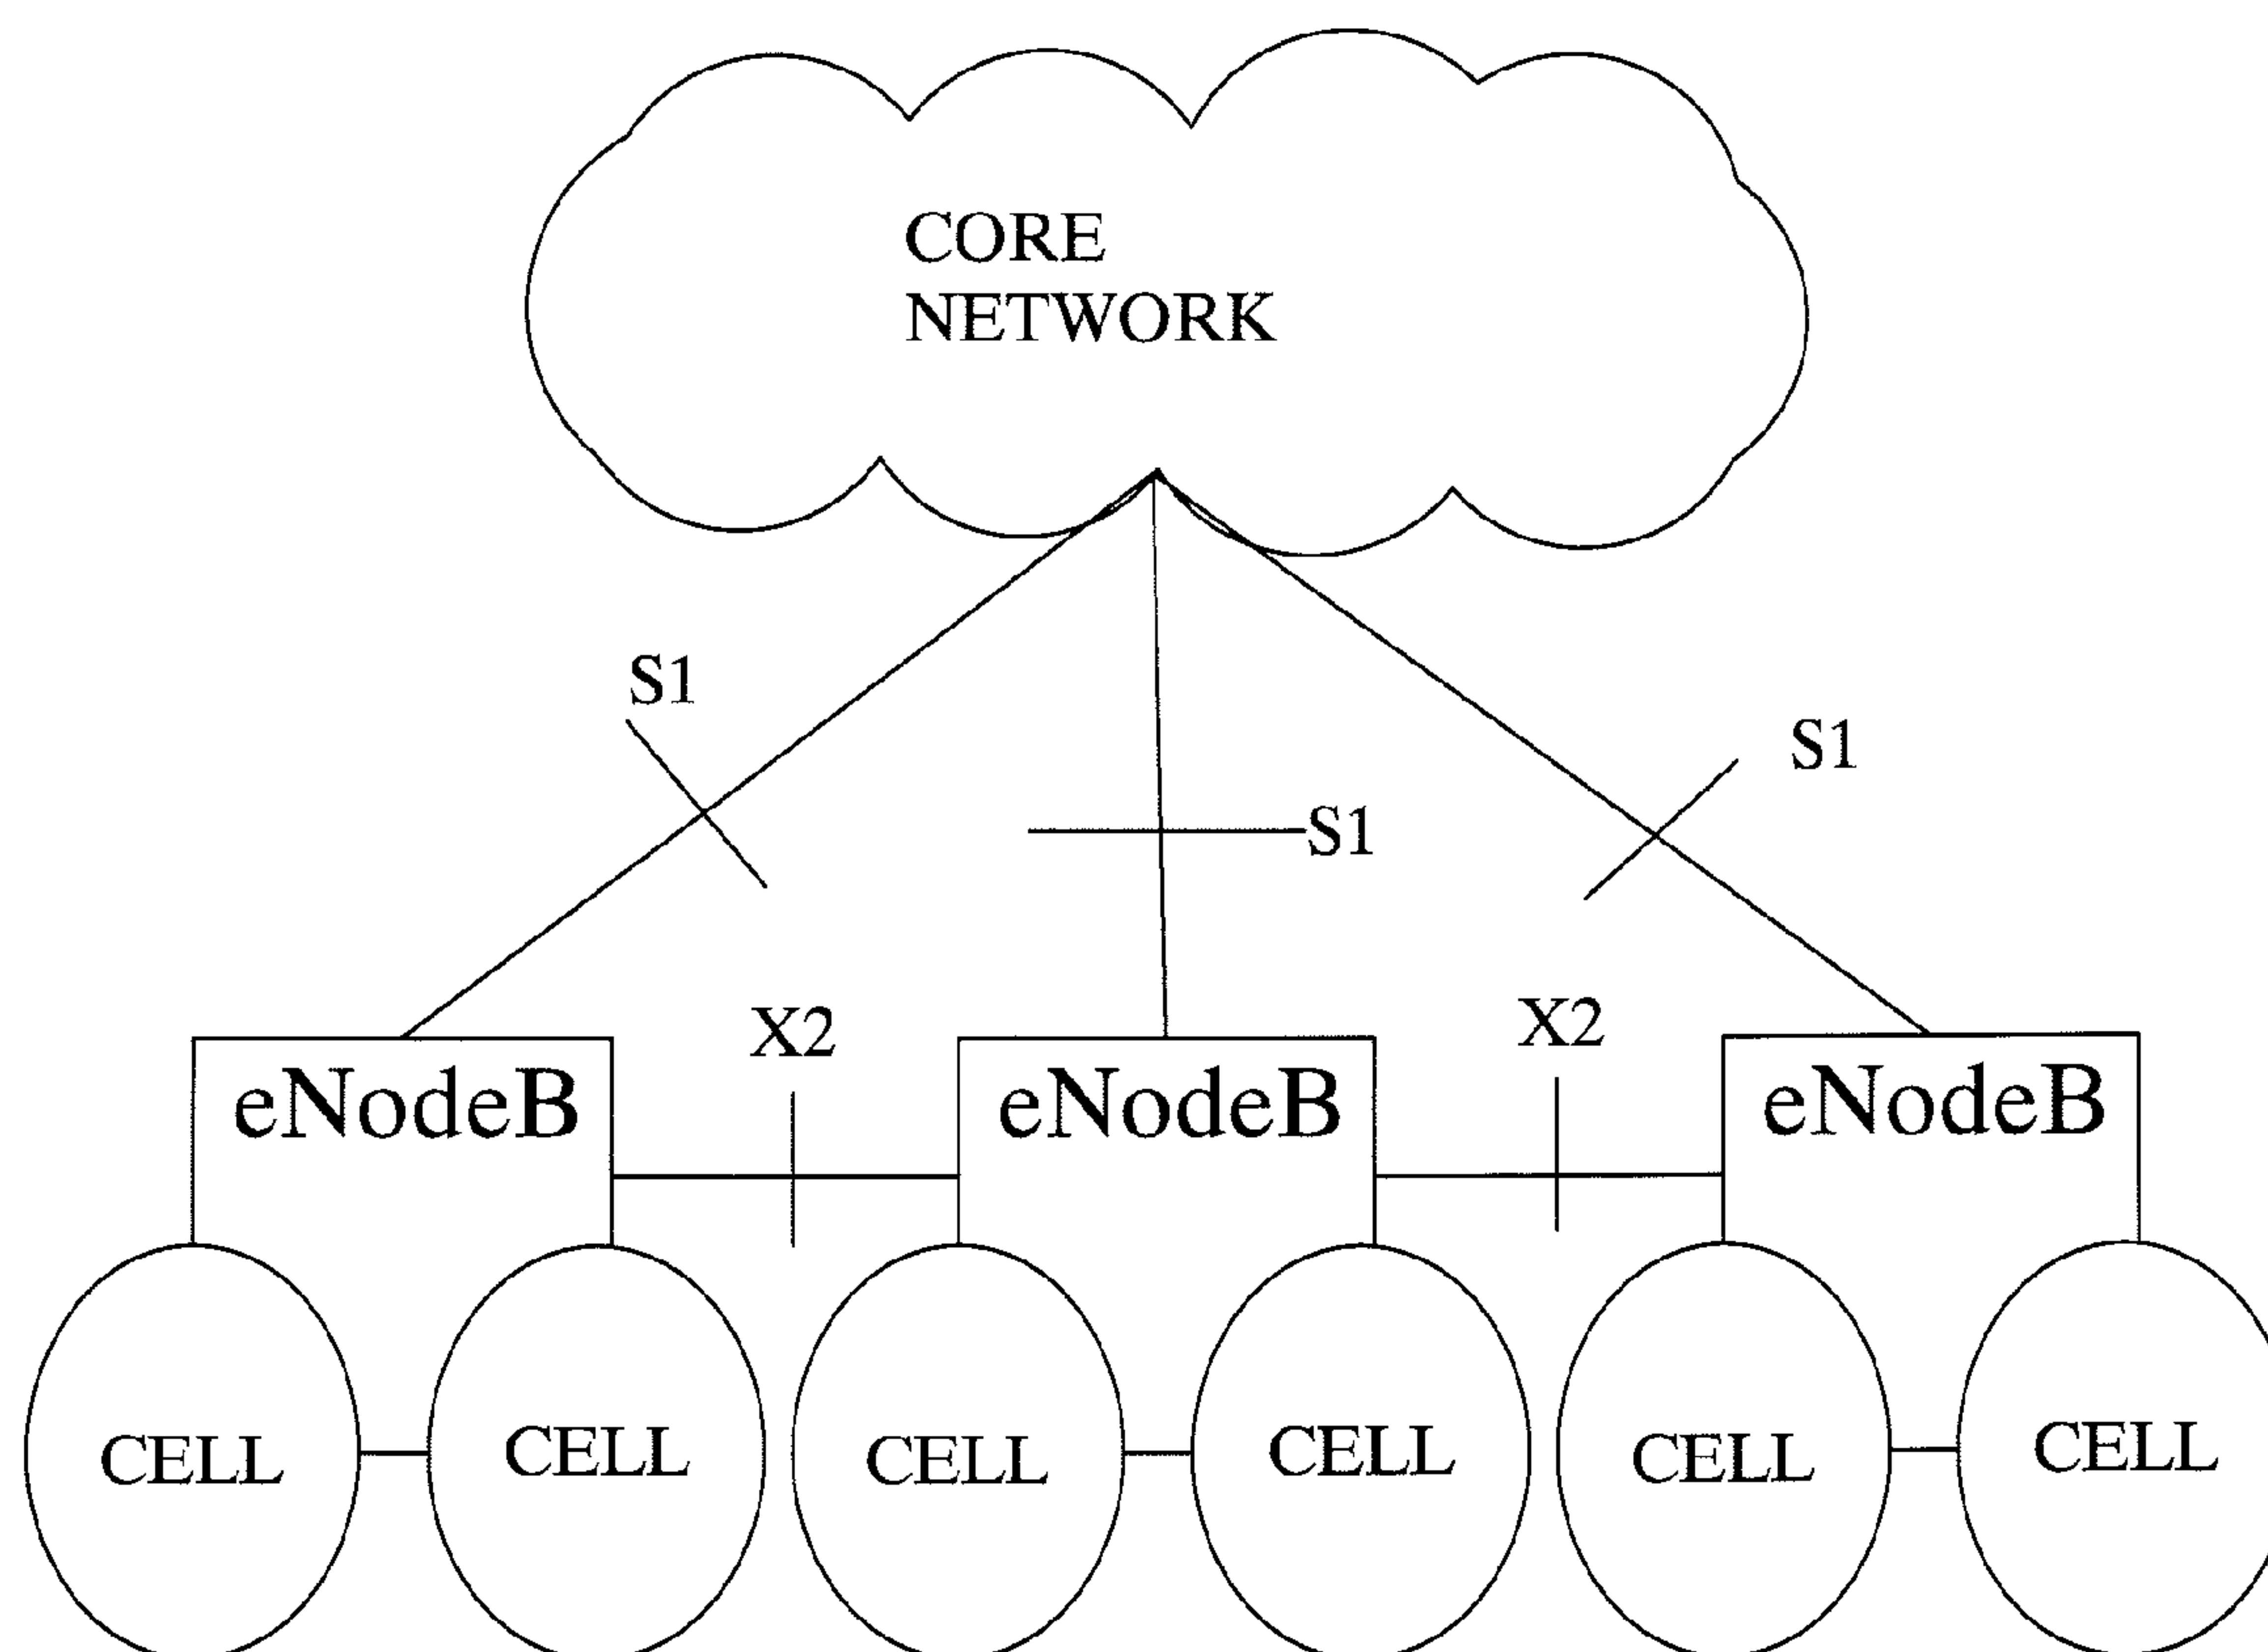 CORE
NETWORK
S1
S1
S1
X2
X2
eNodeB
eNodeB
eNodeB
CELL
CELL
CELL
CELL
CELL
CELL